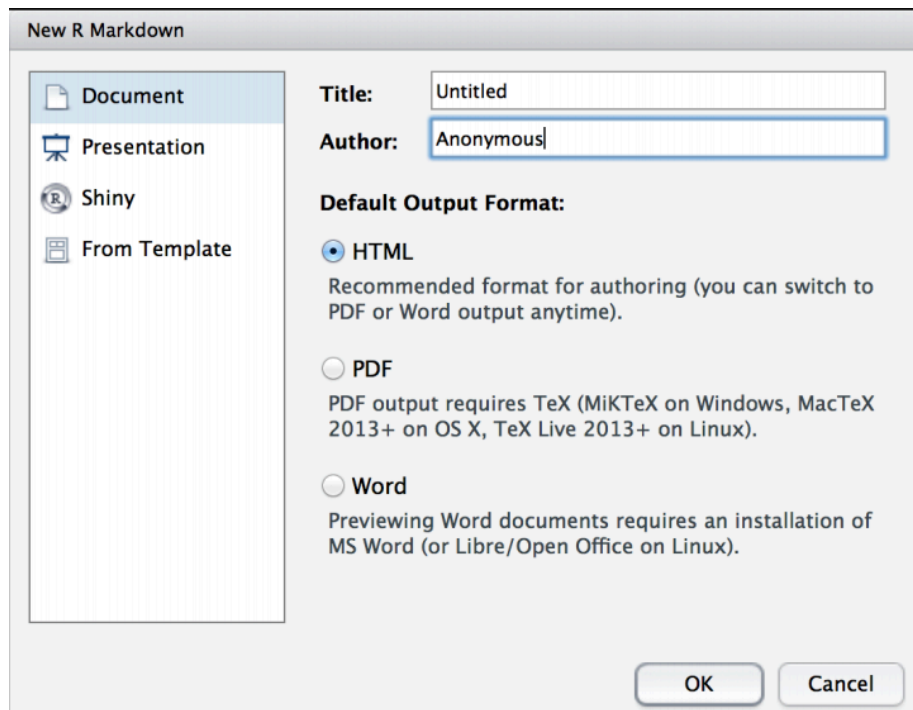 New R Markdown
Document
Presentation
R
Shiny
From Template
Title:
Untitled
Author:
Anonymous
Default Output Format:
HTML
Recommended format for authoring (you can switch to
PDF or Word output anytime).
PDF
PDF output requires TeX (MiKTeX on Windows, MacTeX
2013+ on OS X, TeX Live 2013+ on Linux).
Word
Previewing Word documents requires an installation of
MS Word (or Libre/Open Office on Linux).
OK
Cancel